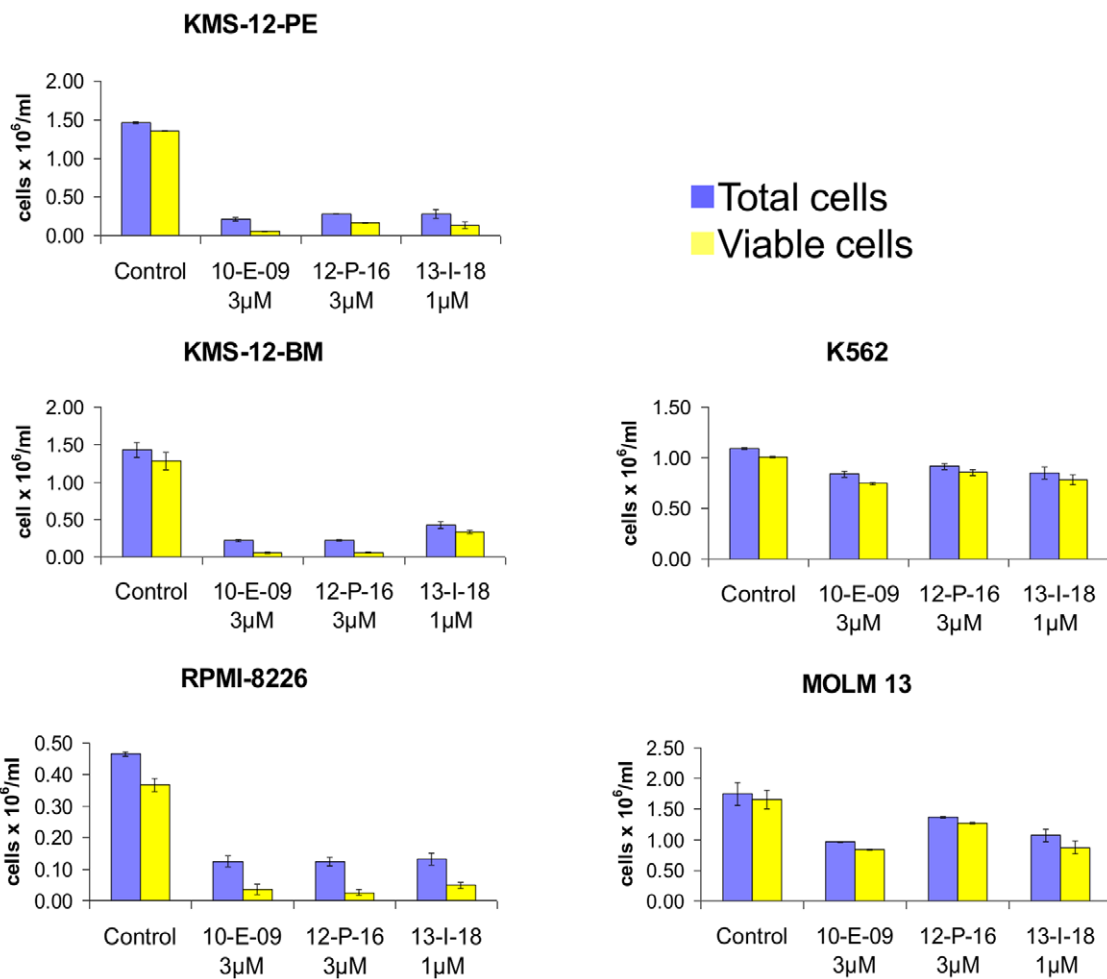 KMS-12-PE
cells x 10⁶/ml
2.00
1.50
1.00
0.50
0.00
Control 10-E-09 12-P-16 13-I-18
3µM 3µM 1µM
Total cells
Viable cells
KMS-12-BM
cell x 10⁶/ml
2.00
1.50
1.00
0.50
0.00
Control 10-E-09 12-P-16 13-I-18
3µM 3µM 1µM
K562
cells x 10⁶/ml
1.50
1.00
0.50
0.00
Control 10-E-09 12-P-16 13-I-18
3µM 3µM 1µM
RPMI-8226
cells x 10⁶/ml
0.50
0.40
0.30
0.20
0.10
0.00
Control 10-E-09 12-P-16 13-I-18
3µM 3µM 1µM
MOLM 13
cells x 10⁶/ml
2.50
2.00
1.50
1.00
0.50
0.00
Control 10-E-09 12-P-16 13-I-18
3µM 3µM 1µM